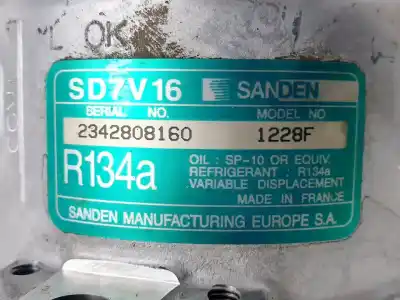 OK
SD7V16 SANDEN
SERIAL NO. MODEL NO
2342808160 1228F
R134a
OIL : SP-10 OR EQUIV.
REFRIGERANT : R134a
VARIABLE DISPLACEMENT
MADE IN FRANCE
SANDEN MANUFACTURING EUROPE S.A.